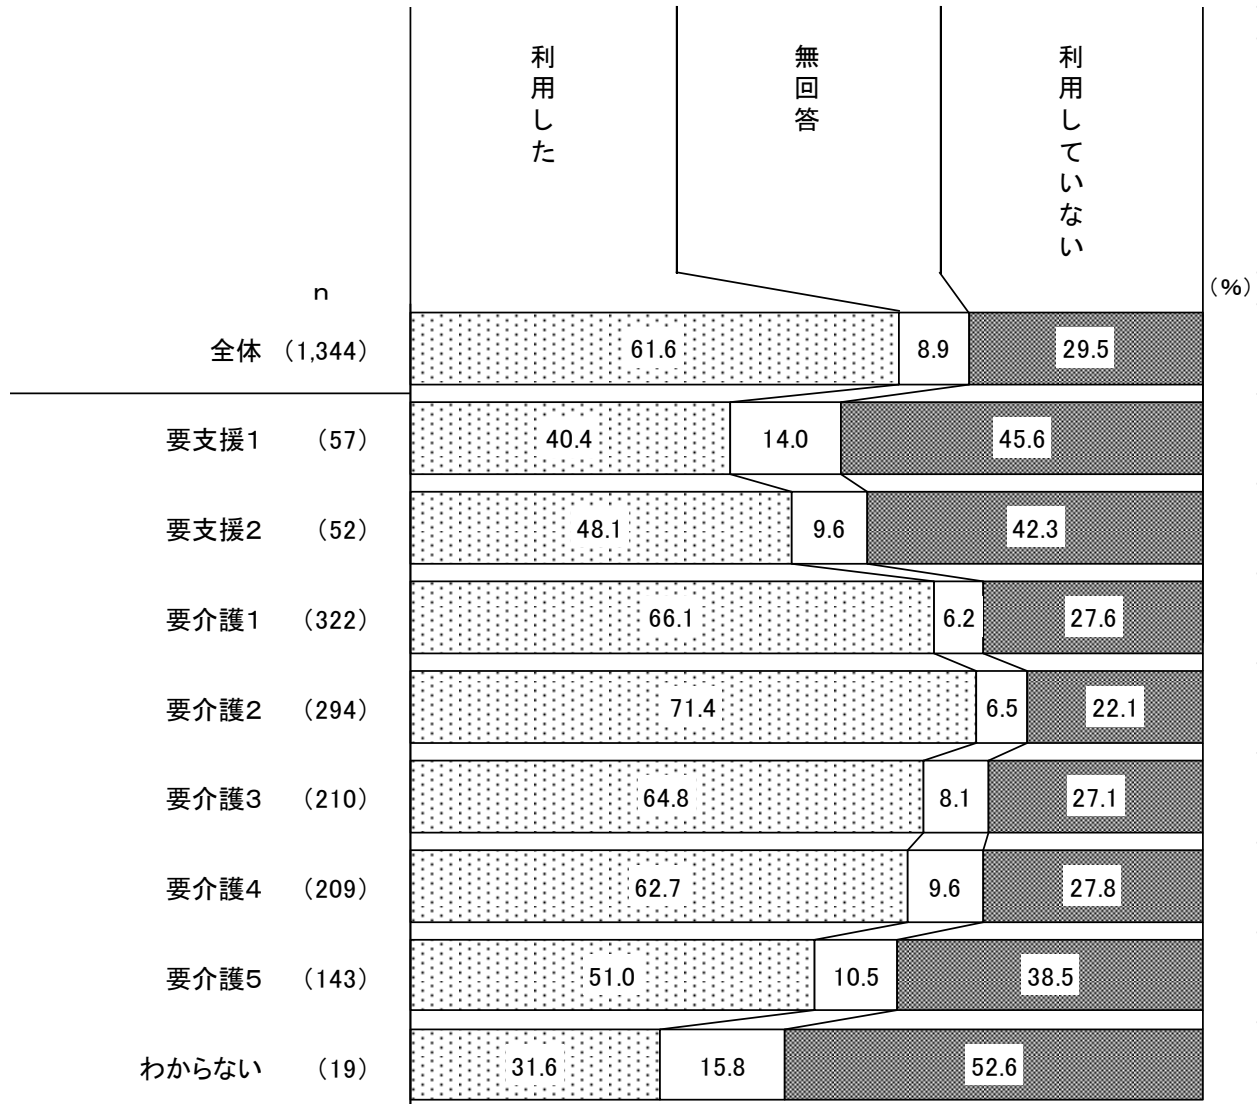 利用した
無回答
利用していない
(％)
ｎ
全体 (1,344) 61.6 8.9 29.5
要支援１ (57) 40.4 14.0 45.6
要支援２ (52) 48.1 9.6 42.3
要介護１ (322) 66.1 6.2 27.6
要介護２ (294) 71.4 6.5 22.1
要介護３ (210) 64.8 8.1 27.1
要介護４ (209) 62.7 9.6 27.8
要介護５ (143) 51.0 10.5 38.5
わからない (19) 31.6 15.8 52.6